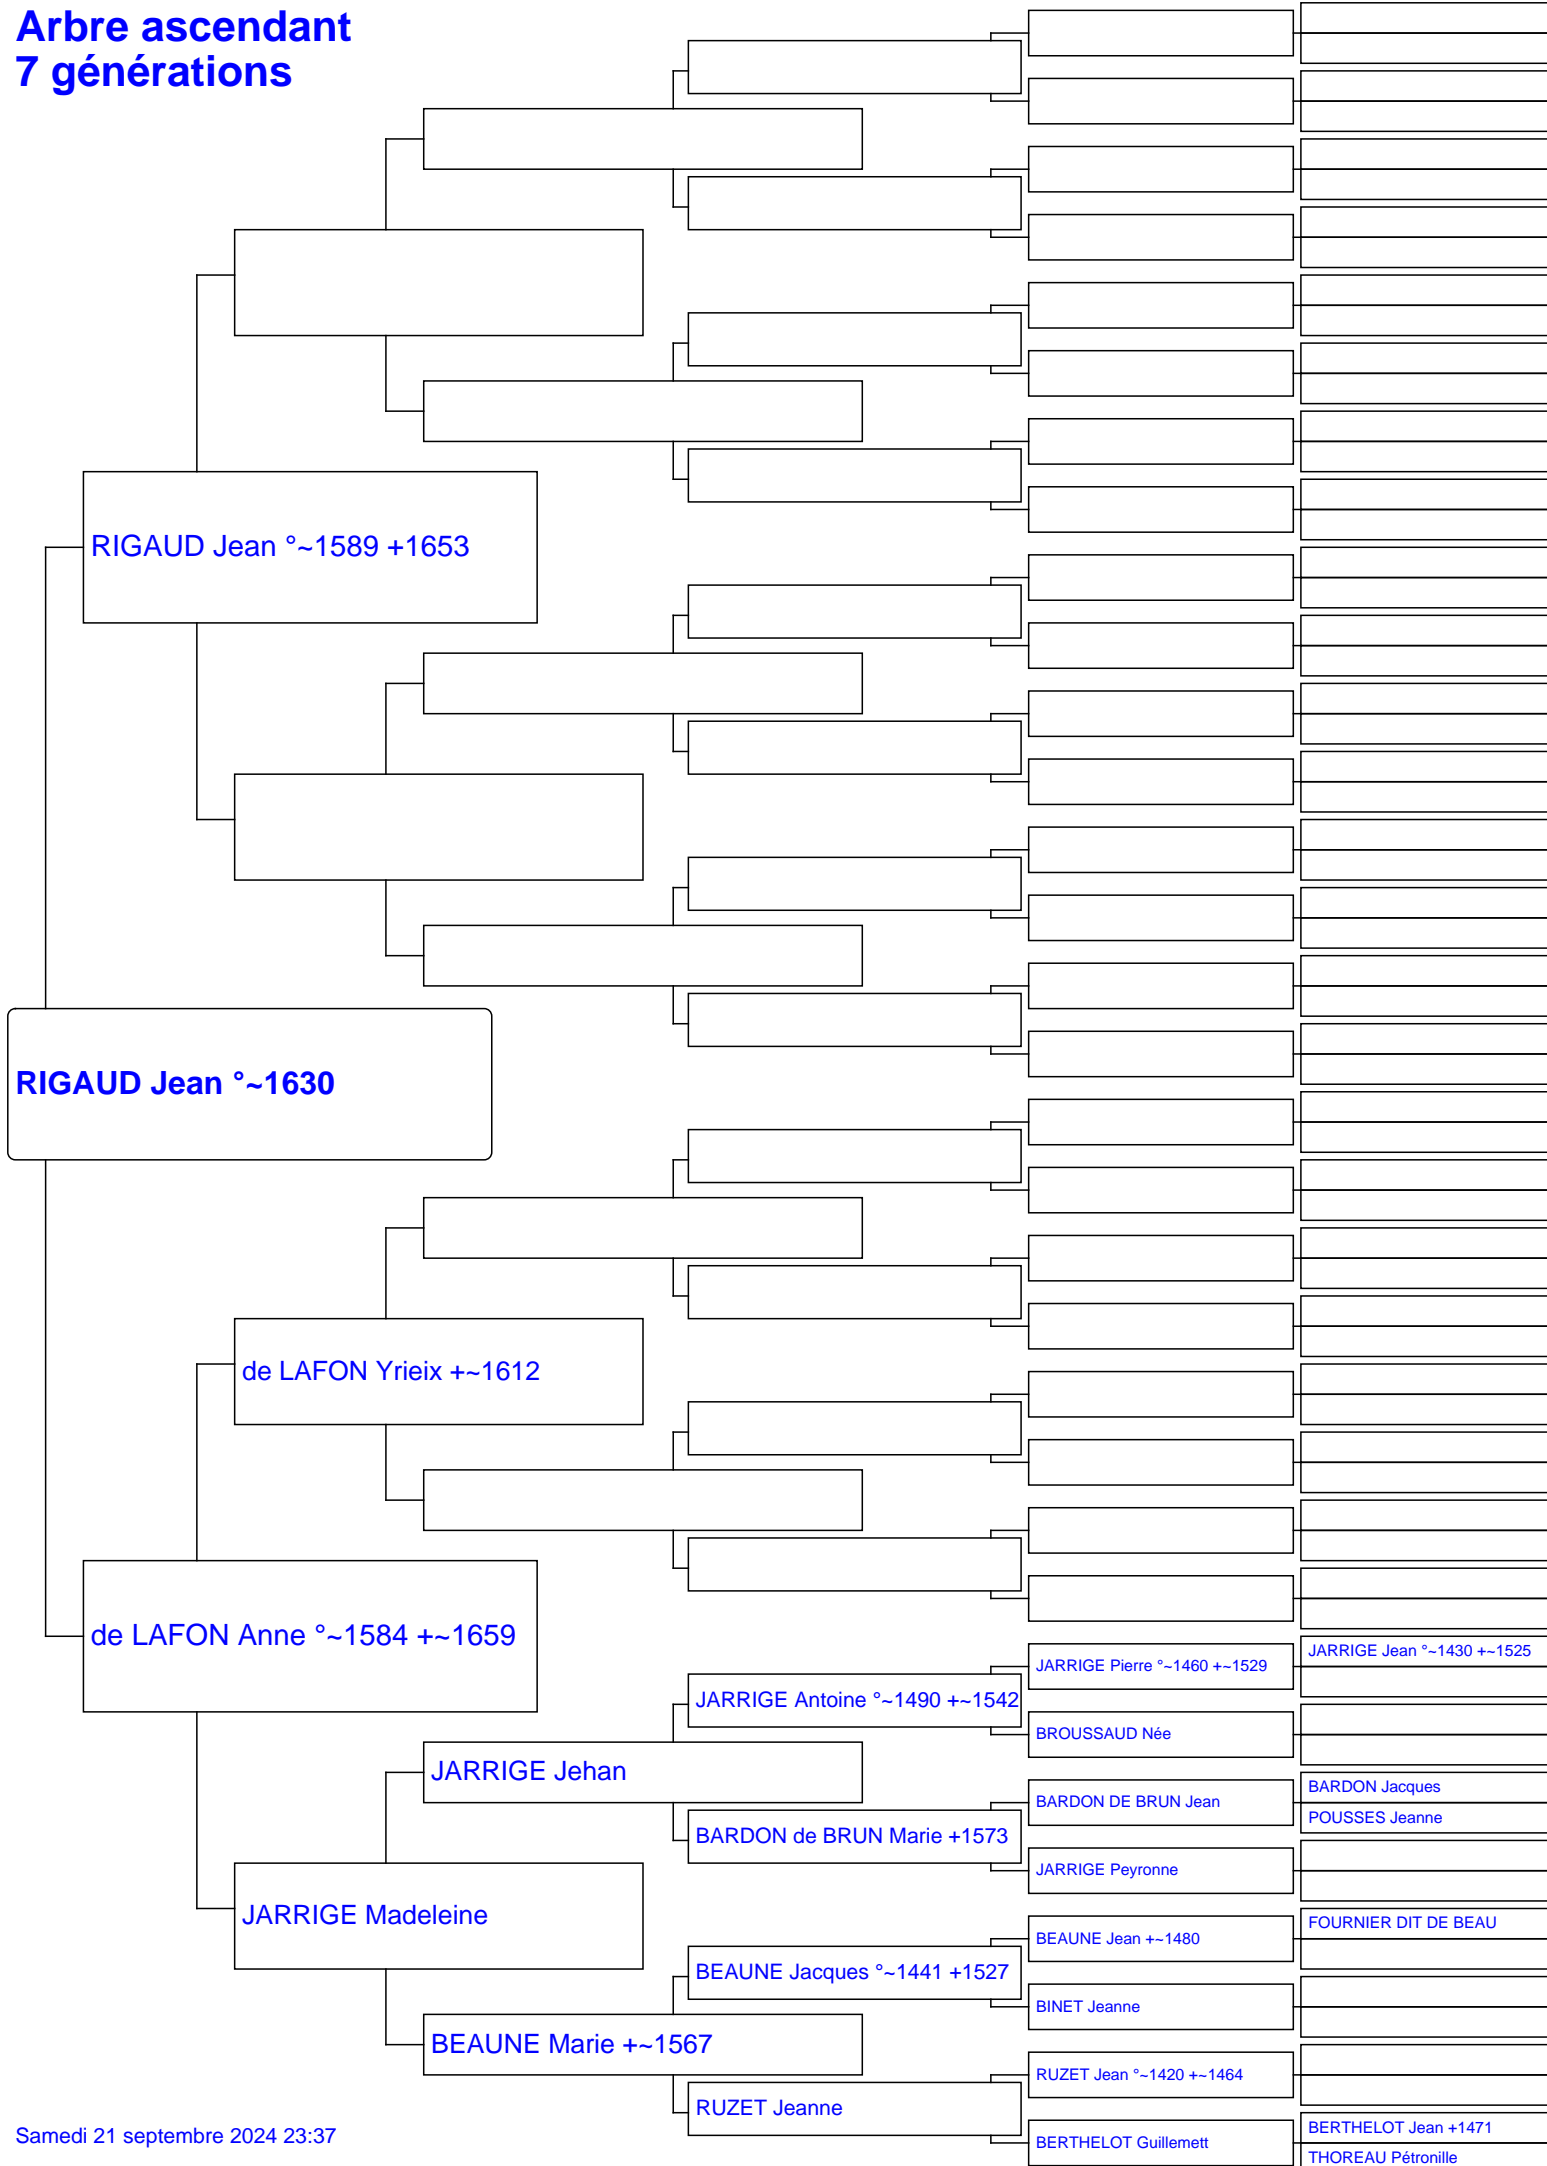 Arbre ascendant
7 générations
RIGAUD Jean °~1589 +1653
RIGAUD Jean °~1630
de LAFON Yrieix +~1612
de LAFON Anne °~1584 +~1659
JARRIGE Pierre °~1460 +~1529
JARRIGE Jean °~1430 +~1525
JARRIGE Antoine °~1490 +~1542
BROUSSAUD Née
JARRIGE Jehan
BARDON DE BRUN Jean
BARDON Jacques
POUSSES Jeanne
BARDON de BRUN Marie +1573
JARRIGE Peyronne
JARRIGE Madeleine
BEAUNE Jean +~1480
FOURNIER DIT DE BEAU
BEAUNE Jacques °~1441 +1527
BINET Jeanne
BEAUNE Marie +~1567
RUZET Jean °~1420 +~1464
RUZET Jeanne
BERTHELOT Guillemett
BERTHELOT Jean +1471
THOREAU Pétronille
Samedi 21 septembre 2024 23:37